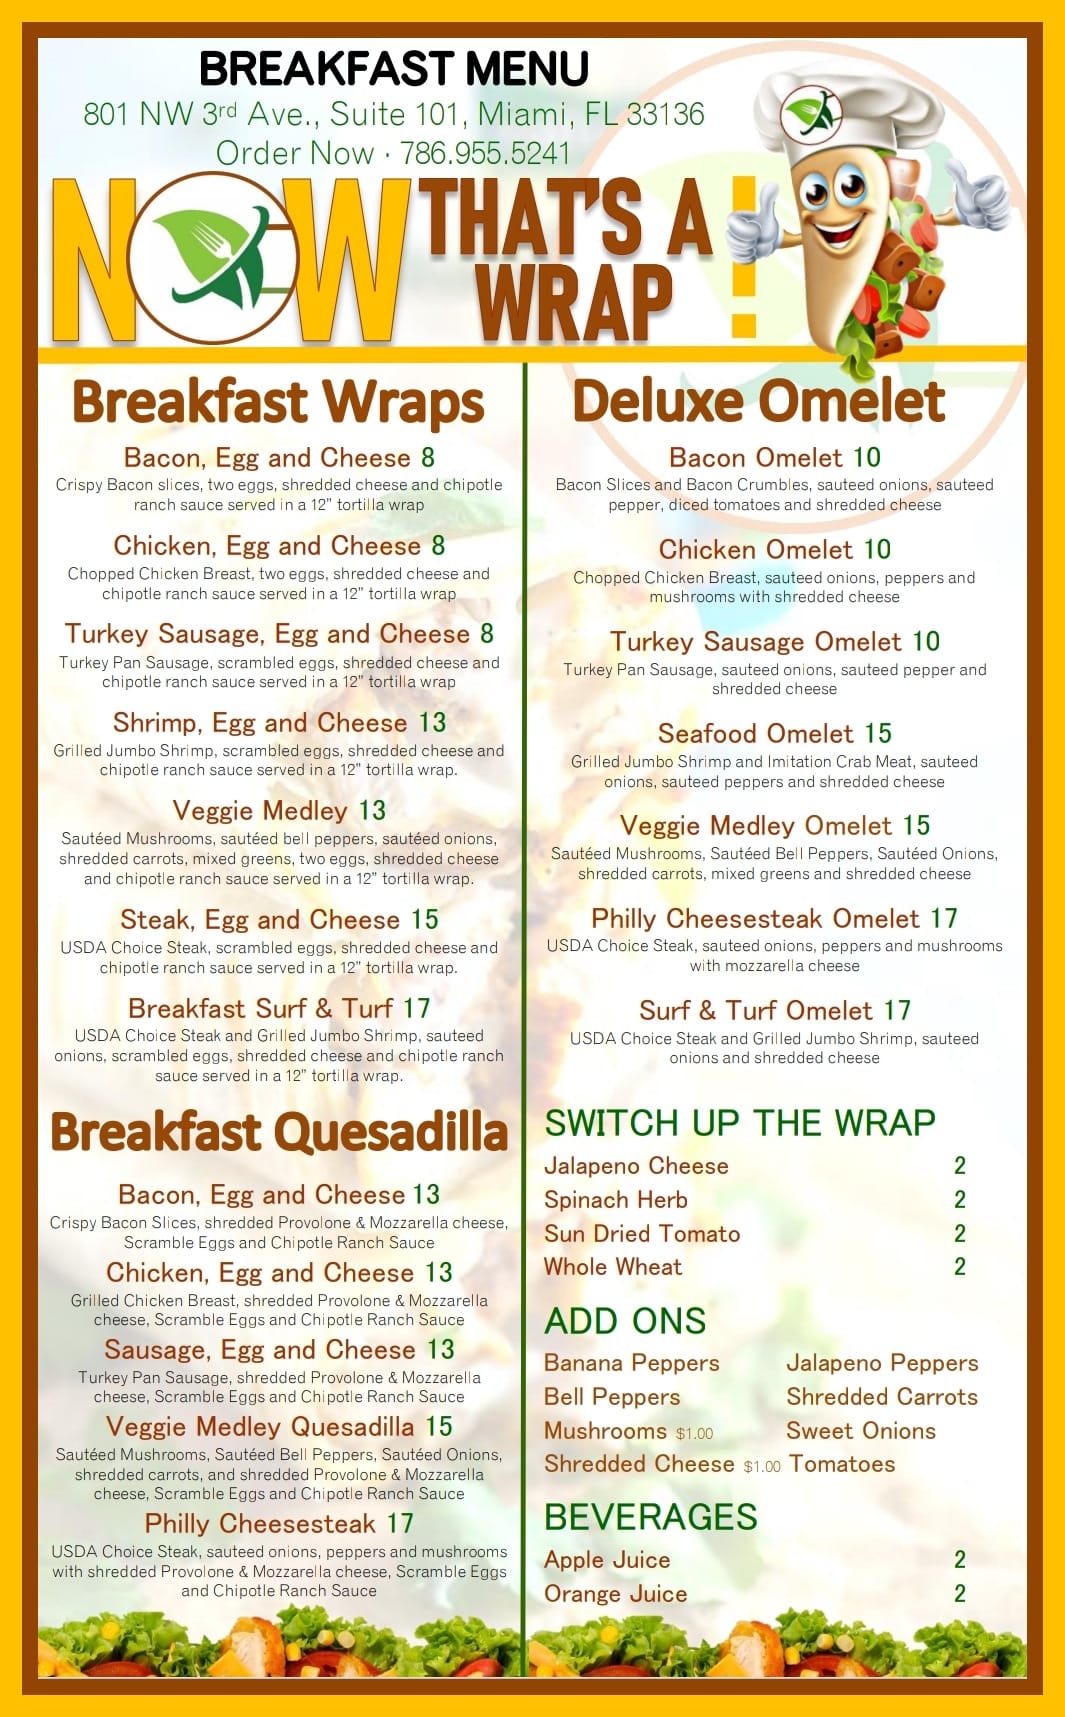 BREAKFAST MENU
801 NW 3rd Ave., Suite 101, Miami, FL 33136
Order Now · 786.955.5241
NOW THAT'S A WRAP!
Breakfast Wraps
Bacon, Egg and Cheese 8
Crispy Bacon slices, two eggs, shredded cheese and chipotle
ranch sauce served in a 12" tortilla wrap
Chicken, Egg and Cheese 8
Chopped Chicken Breast, two eggs, shredded cheese and
chipotle ranch sauce served in a 12" tortilla wrap
Turkey Sausage, Egg and Cheese 8
Turkey Pan Sausage, scrambled eggs, shredded cheese and
chipotle ranch sauce served in a 12" tortilla wrap
Shrimp, Egg and Cheese 13
Grilled Jumbo Shrimp, scrambled eggs, shredded cheese and
chipotle ranch sauce served in a 12" tortilla wrap.
Veggie Medley 13
Sautéed Mushrooms, sautéed bell peppers, sautéed onions,
shredded carrots, mixed greens, two eggs, shredded cheese
and chipotle ranch sauce served in a 12" tortilla wrap.
Steak, Egg and Cheese 15
USDA Choice Steak, scrambled eggs, shredded cheese and
chipotle ranch sauce served in a 12" tortilla wrap.
Breakfast Surf & Turf 17
USDA Choice Steak and Grilled Jumbo Shrimp, sauteed
onions, scrambled eggs, shredded cheese and chipotle ranch
sauce served in a 12" tortilla wrap.
Breakfast Quesadilla
Bacon, Egg and Cheese 13
Crispy Bacon Slices, shredded Provolone & Mozzarella cheese,
Scramble Eggs and Chipotle Ranch Sauce
Chicken, Egg and Cheese 13
Grilled Chicken Breast, shredded Provolone & Mozzarella
cheese, Scramble Eggs and Chipotle Ranch Sauce
Sausage, Egg and Cheese 13
Turkey Pan Sausage, shredded Provolone & Mozzarella
cheese, Scramble Eggs and Chipotle Ranch Sauce
Veggie Medley Quesadilla 15
Sautéed Mushrooms, Sautéed Bell Peppers, Sautéed Onions,
shredded carrots, and shredded Provolone & Mozzarella
cheese, Scramble Eggs and Chipotle Ranch Sauce
Philly Cheesesteak 17
USDA Choice Steak, sauteed onions, peppers and mushrooms
with shredded Provolone & Mozzarella cheese, Scramble Eggs
and Chipotle Ranch Sauce
Deluxe Omelet
Bacon Omelet 10
Bacon Slices and Bacon Crumbles, sauteed onions, sauteed
pepper, diced tomatoes and shredded cheese
Chicken Omelet 10
Chopped Chicken Breast, sauteed onions, peppers and
mushrooms with shredded cheese
Turkey Sausage Omelet 10
Turkey Pan Sausage, sauteed onions, sauteed pepper and
shredded cheese
Seafood Omelet 15
Grilled Jumbo Shrimp and Imitation Crab Meat, sauteed
onions, sauteed peppers and shredded cheese
Veggie Medley Omelet 15
Sautéed Mushrooms, Sautéed Bell Peppers, Sautéed Onions,
shredded carrots, mixed greens and shredded cheese
Philly Cheesesteak Omelet 17
USDA Choice Steak, sauteed onions, peppers and mushrooms
with mozzarella cheese
Surf & Turf Omelet 17
USDA Choice Steak and Grilled Jumbo Shrimp, sauteed
onions and shredded cheese
SWITCH UP THE WRAP
Jalapeno Cheese 2
Spinach Herb 2
Sun Dried Tomato 2
Whole Wheat 2
ADD ONS
Banana Peppers Jalapeno Peppers
Bell Peppers Shredded Carrots
Mushrooms $1.00 Sweet Onions
Shredded Cheese $1.00 Tomatoes
BEVERAGES
Apple Juice 2
Orange Juice 2